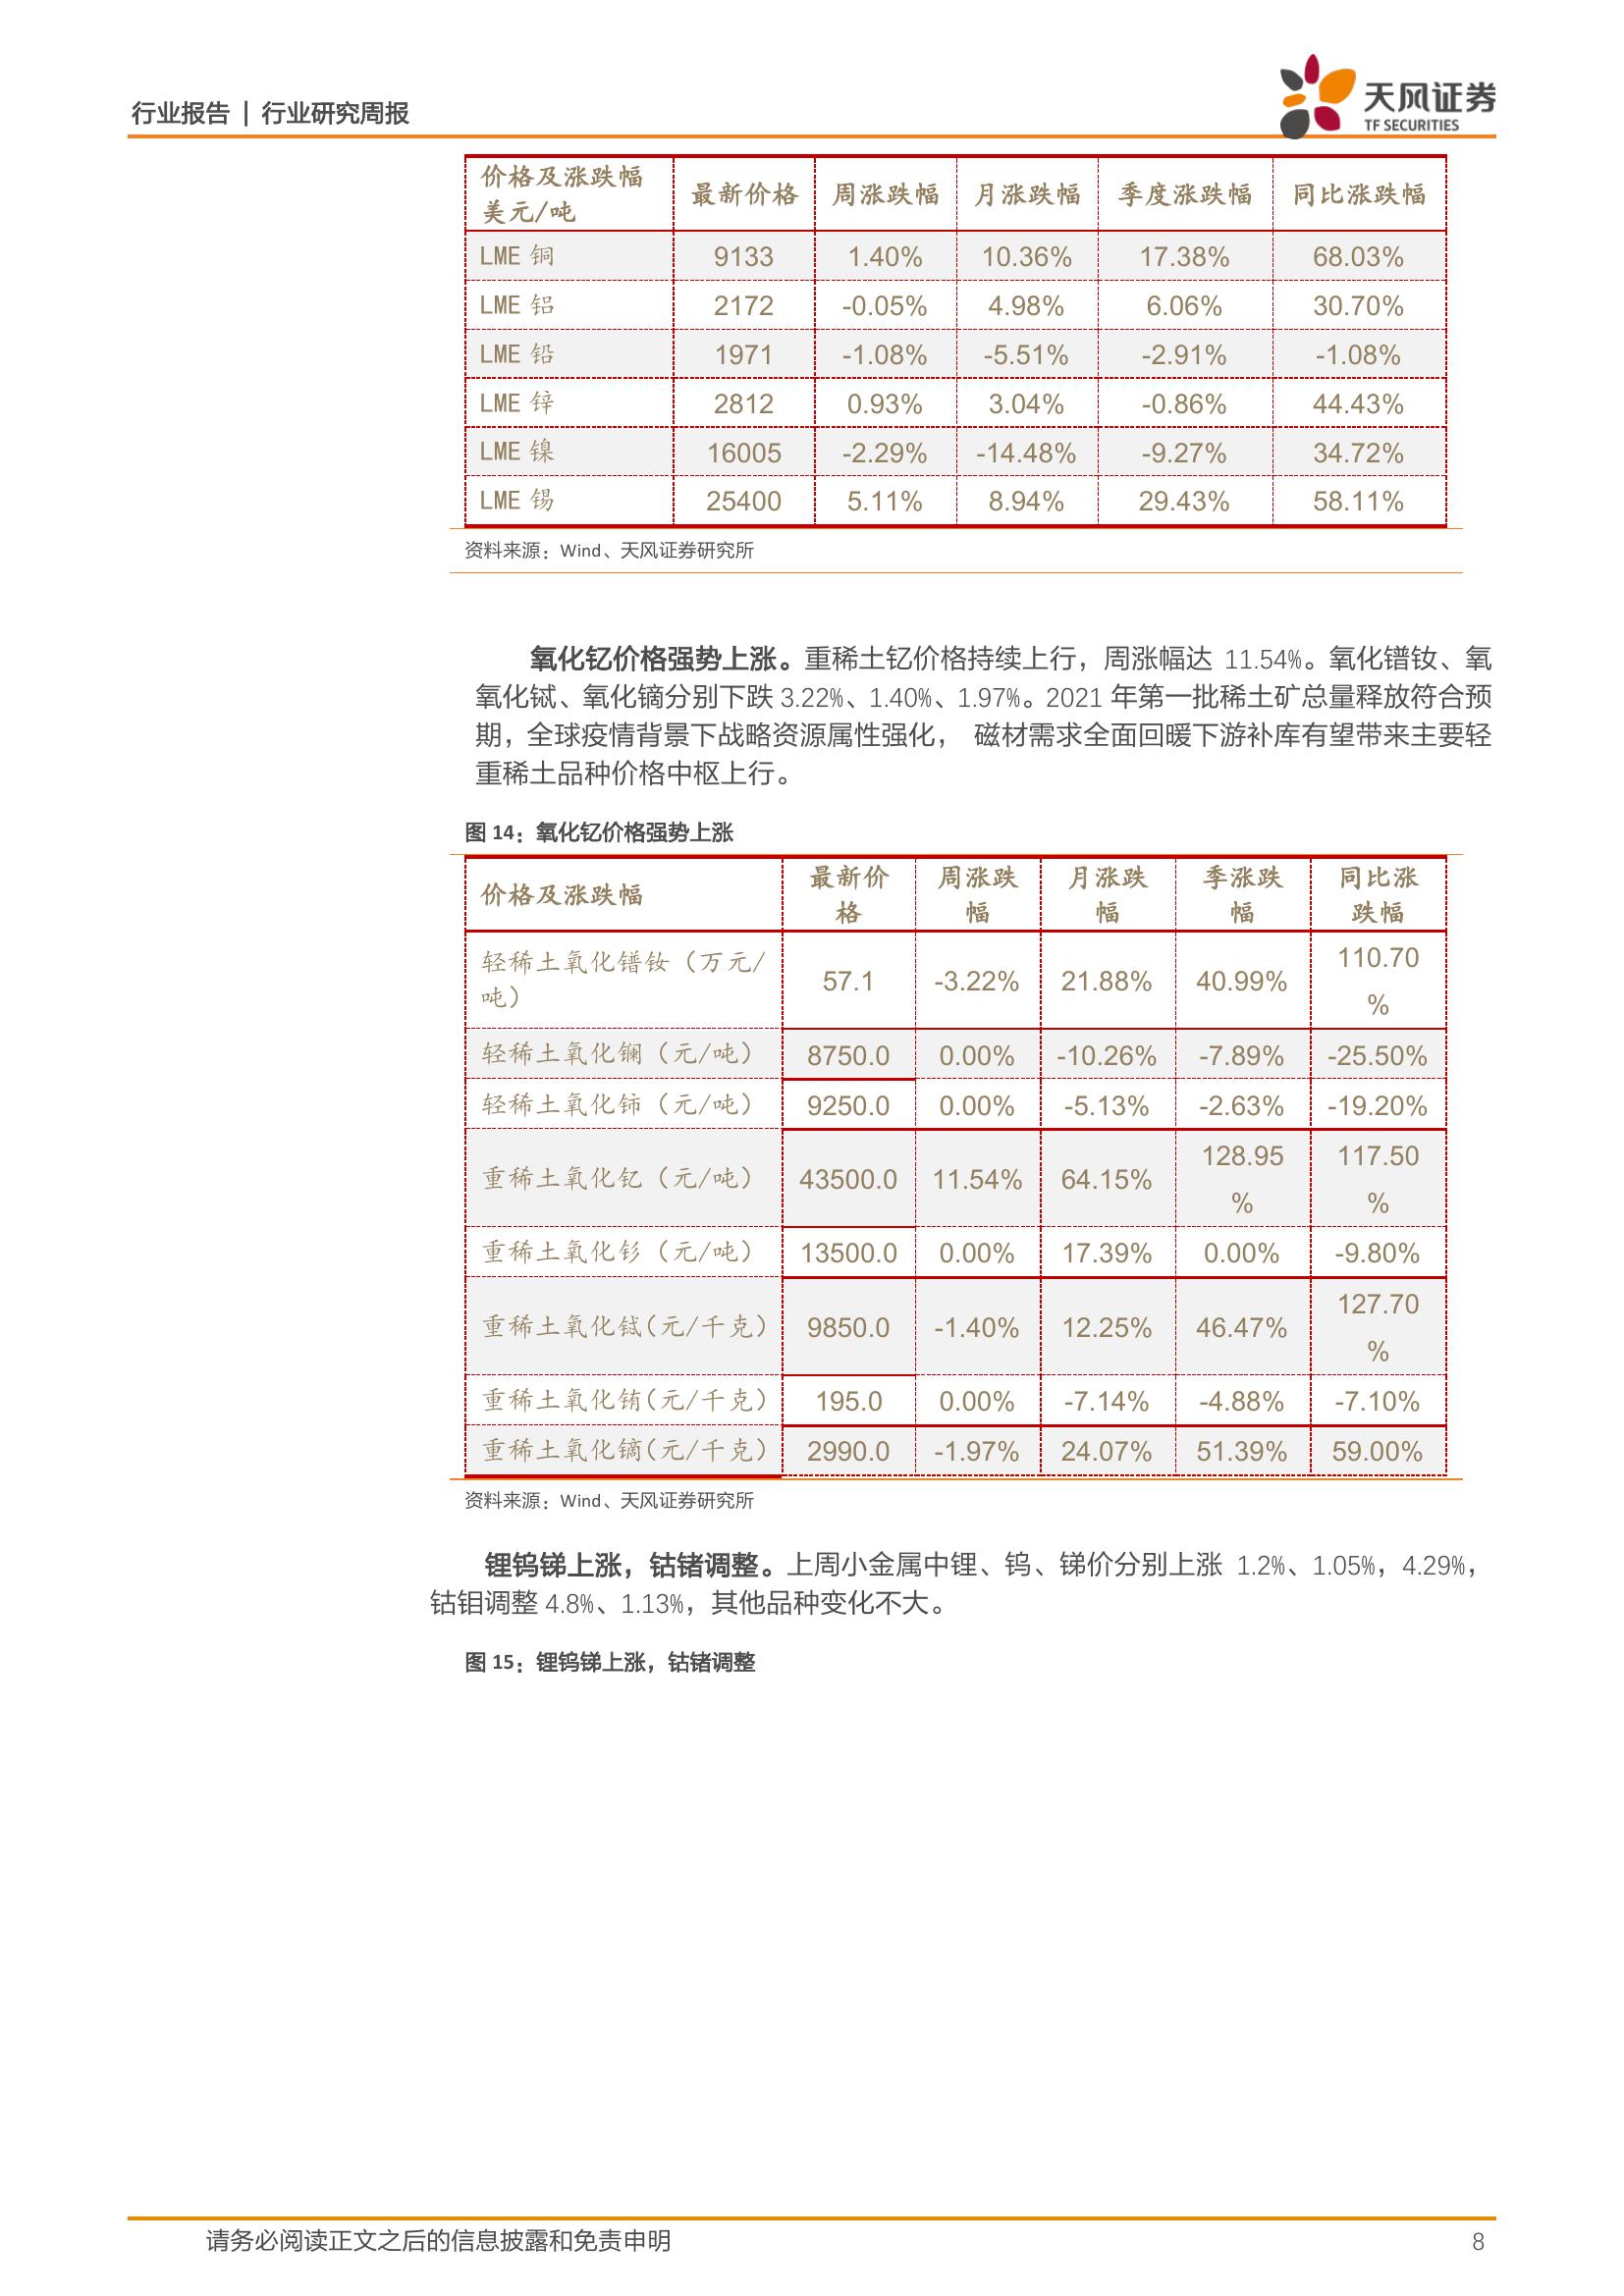 行业报告 | 行业研究周报
天风证券
TF SECURITIES
价格及涨跌幅 美元/吨 最新价格 周涨跌幅 月涨跌幅 季度涨跌幅 同比涨跌幅
LME 铜 9133 1.40% 10.36% 17.38% 68.03%
LME 铝 2172 -0.05% 4.98% 6.06% 30.70%
LME 铅 1971 -1.08% -5.51% -2.91% -1.08%
LME 锌 2812 0.93% 3.04% -0.86% 44.43%
LME 镍 16005 -2.29% -14.48% -9.27% 34.72%
LME 锡 25400 5.11% 8.94% 29.43% 58.11%
资料来源：Wind、天风证券研究所
氧化钇价格强势上涨。重稀土钇价格持续上行，周涨幅达 11.54%。氧化镨钕、氧
氧化铽、氧化镝分别下跌 3.22%、1.40%、1.97%。2021 年第一批稀土矿总量释放符合预
期，全球疫情背景下战略资源属性强化， 磁材需求全面回暖下游补库有望带来主要轻
重稀土品种价格中枢上行。
图 14：氧化钇价格强势上涨
价格及涨跌幅 最新价格 周涨跌幅 月涨跌幅 季涨跌幅 同比涨跌幅
轻稀土氧化镨钕（万元/吨） 57.1 -3.22% 21.88% 40.99% 110.70%
轻稀土氧化镧（元/吨） 8750.0 0.00% -10.26% -7.89% -25.50%
轻稀土氧化铈（元/吨） 9250.0 0.00% -5.13% -2.63% -19.20%
重稀土氧化钇（元/吨） 43500.0 11.54% 64.15% 128.95% 117.50%
重稀土氧化钐（元/吨） 13500.0 0.00% 17.39% 0.00% -9.80%
重稀土氧化铽(元/千克) 9850.0 -1.40% 12.25% 46.47% 127.70%
重稀土氧化铕(元/千克) 195.0 0.00% -7.14% -4.88% -7.10%
重稀土氧化镝(元/千克) 2990.0 -1.97% 24.07% 51.39% 59.00%
资料来源：Wind、天风证券研究所
锂钨锑上涨，钴锗调整。上周小金属中锂、钨、锑价分别上涨 1.2%、1.05%，4.29%，
钴钼调整 4.8%、1.13%，其他品种变化不大。
图 15：锂钨锑上涨，钴锗调整
请务必阅读正文之后的信息披露和免责申明 8